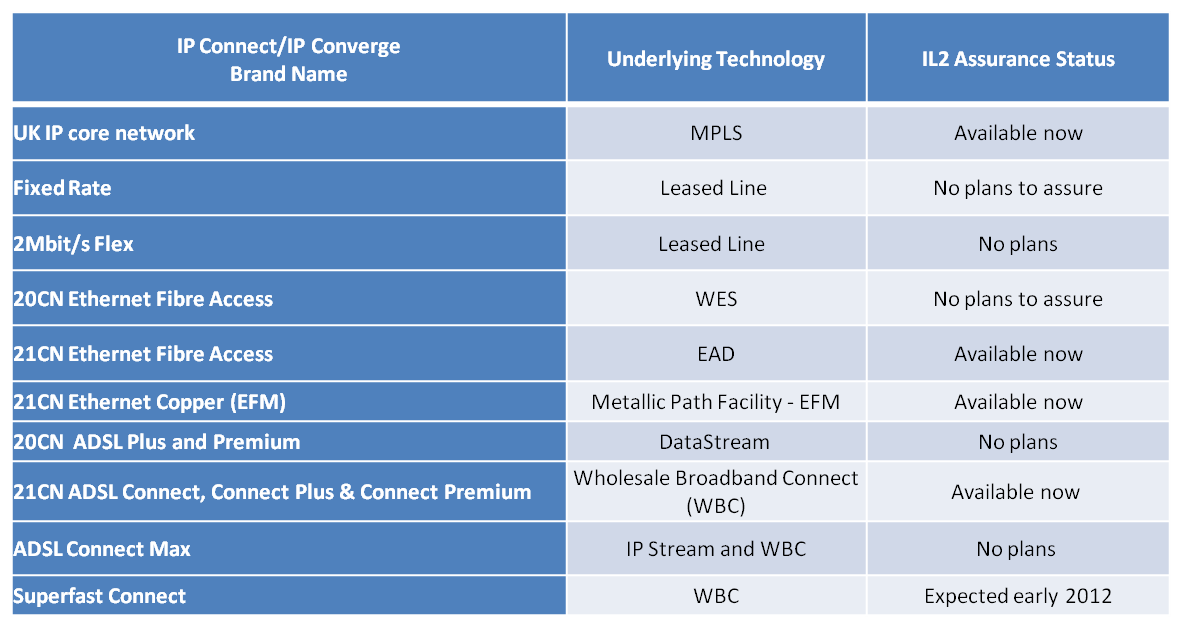 IP Connect/IP Converge
Brand Name
Underlying Technology
IL2 Assurance Status
UK IP core network
MPLS
Available now
Fixed Rate
Leased Line
No plans to assure
2Mbit/s Flex
Leased Line
No plans
20CN Ethernet Fibre Access
WES
No plans to assure
21CN Ethernet Fibre Access
EAD
Available now
21CN Ethernet Copper (EFM)
Metallic Path Facility - EFM
Available now
20CN ADSL Plus and Premium
DataStream
No plans
21CN ADSL Connect, Connect Plus & Connect Premium
Wholesale Broadband Connect
(WBC)
Available now
ADSL Connect Max
IP Stream and WBC
No plans
Superfast Connect
WBC
Expected early 2012